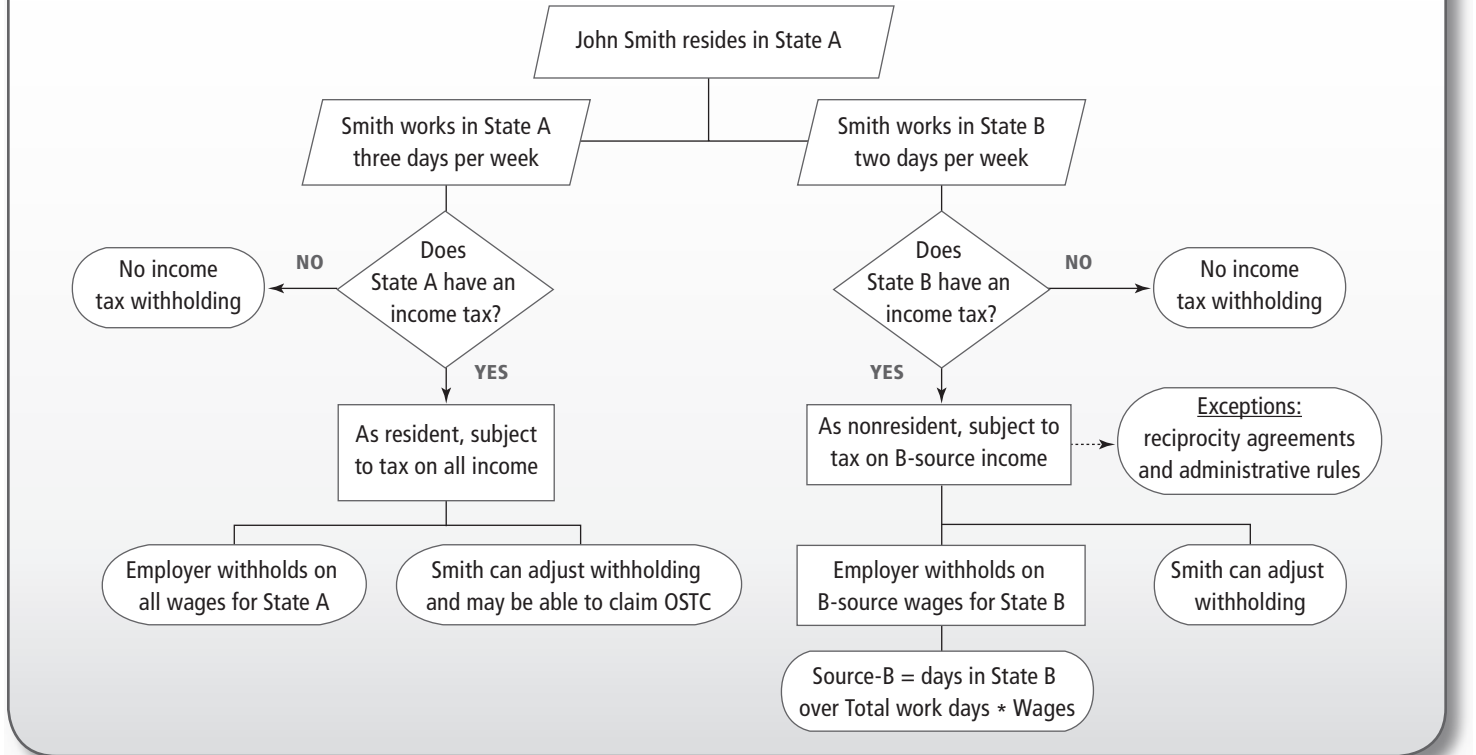 John Smith resides in State A
Smith works in State A
three days per week
Smith works in State B
two days per week
Does
State A have an
income tax?
NO
No income
tax withholding
YES
Does
State B have an
income tax?
NO
No income
tax withholding
YES
As resident, subject
to tax on all income
As nonresident, subject to
tax on B-source income
Exceptions:
reciprocity agreements
and administrative rules
Employer withholds on
all wages for State A
Smith can adjust withholding
and may be able to claim OSTC
Employer withholds on
B-source wages for State B
Smith can adjust
withholding
Source-B = days in State B
over Total work days * Wages